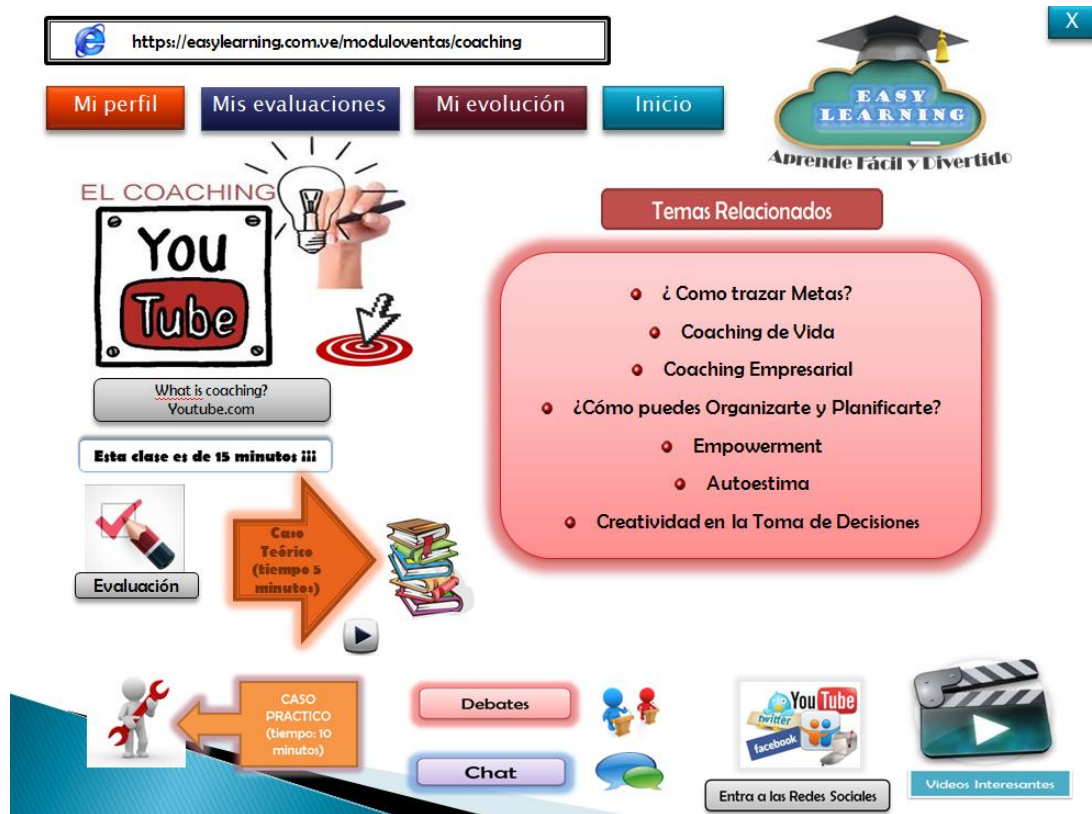 https://easylearning.com.ve/moduloventas/coaching
X
Mi perfil
Mis evaluaciones
Mi evolución
Inicio
EASY
LEARNING
Aprende Fácil y Divertido
EL COACHING
You
Tube
What is coaching?
Youtube.com
Esta clase es de 15 minutos ¡¡¡
Evaluación
Caso
Teórico
(tiempo 5
minutos)
Temas Relacionados
¿ Como trazar Metas?
Coaching de Vida
Coaching Empresarial
¿Cómo puedes Organizarte y Planificarte?
Empowerment
Autoestima
Creatividad en la Toma de Decisiones
CASO
PRACTICO
(tiempo: 10
minutos)
Debates
Chat
You Tube
twitter
facebook
Entra a las Redes Sociales
Videos Interesantes